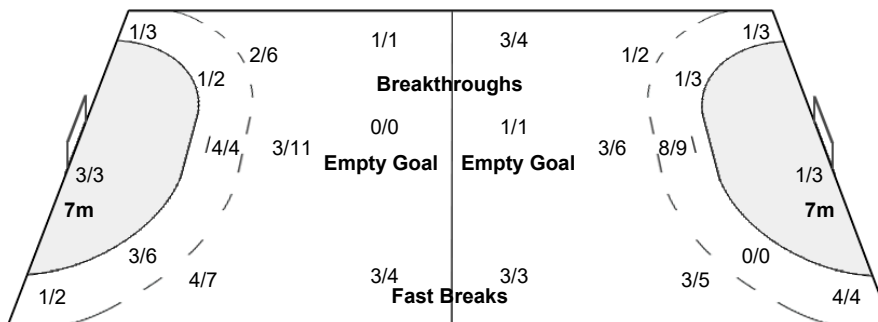 1/3 1/1 3/4 1/3
2/6 1/2
1/2 Breakthroughs 1/3
0/0 1/1
4/4 3/11 3/6 8/9
Empty Goal Empty Goal
3/3 1/3
7m 7m
3/6 0/0
4/7 3/4 3/3 3/5
1/2 Fast Breaks 4/4